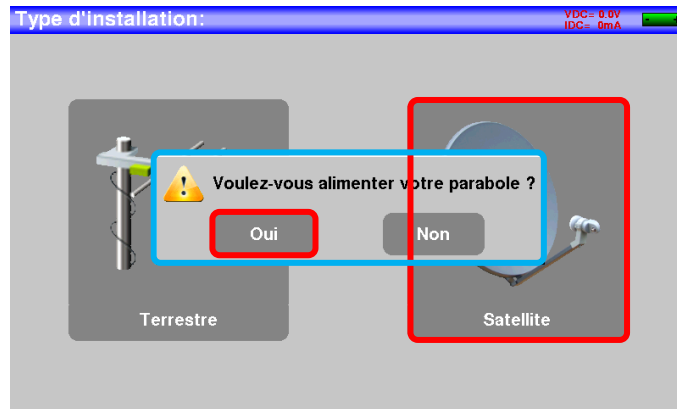 Type d'installation:
VDC= 0.0V
IDC= 0mA
Voulez-vous alimenter votre parabole ?
Oui
Non
Terrestre
Satellite